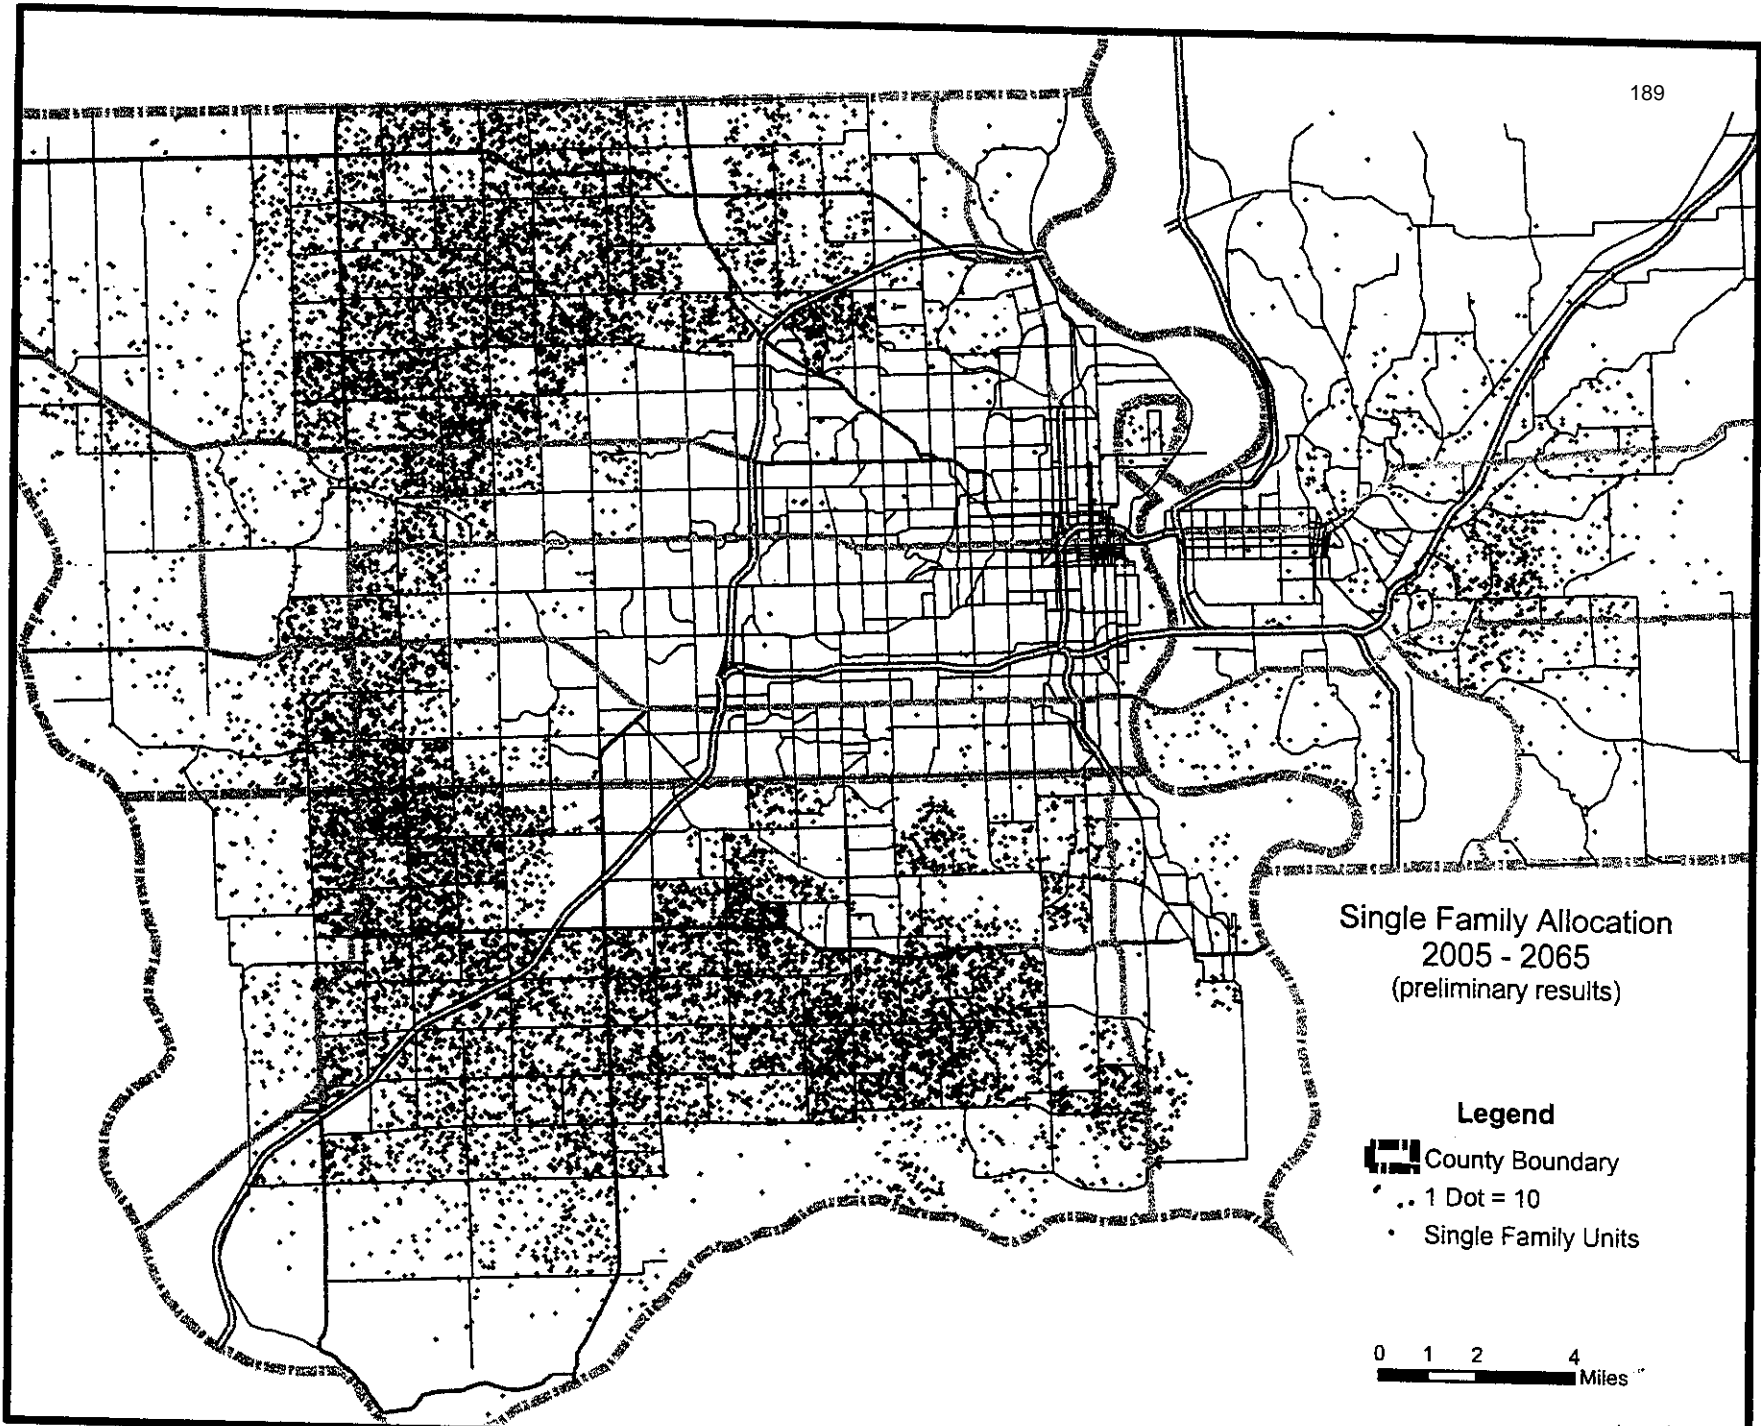 189
Single Family Allocation
2005 - 2065
(preliminary results)
Legend
County Boundary
1 Dot = 10
Single Family Units
0 1 2 4
Miles